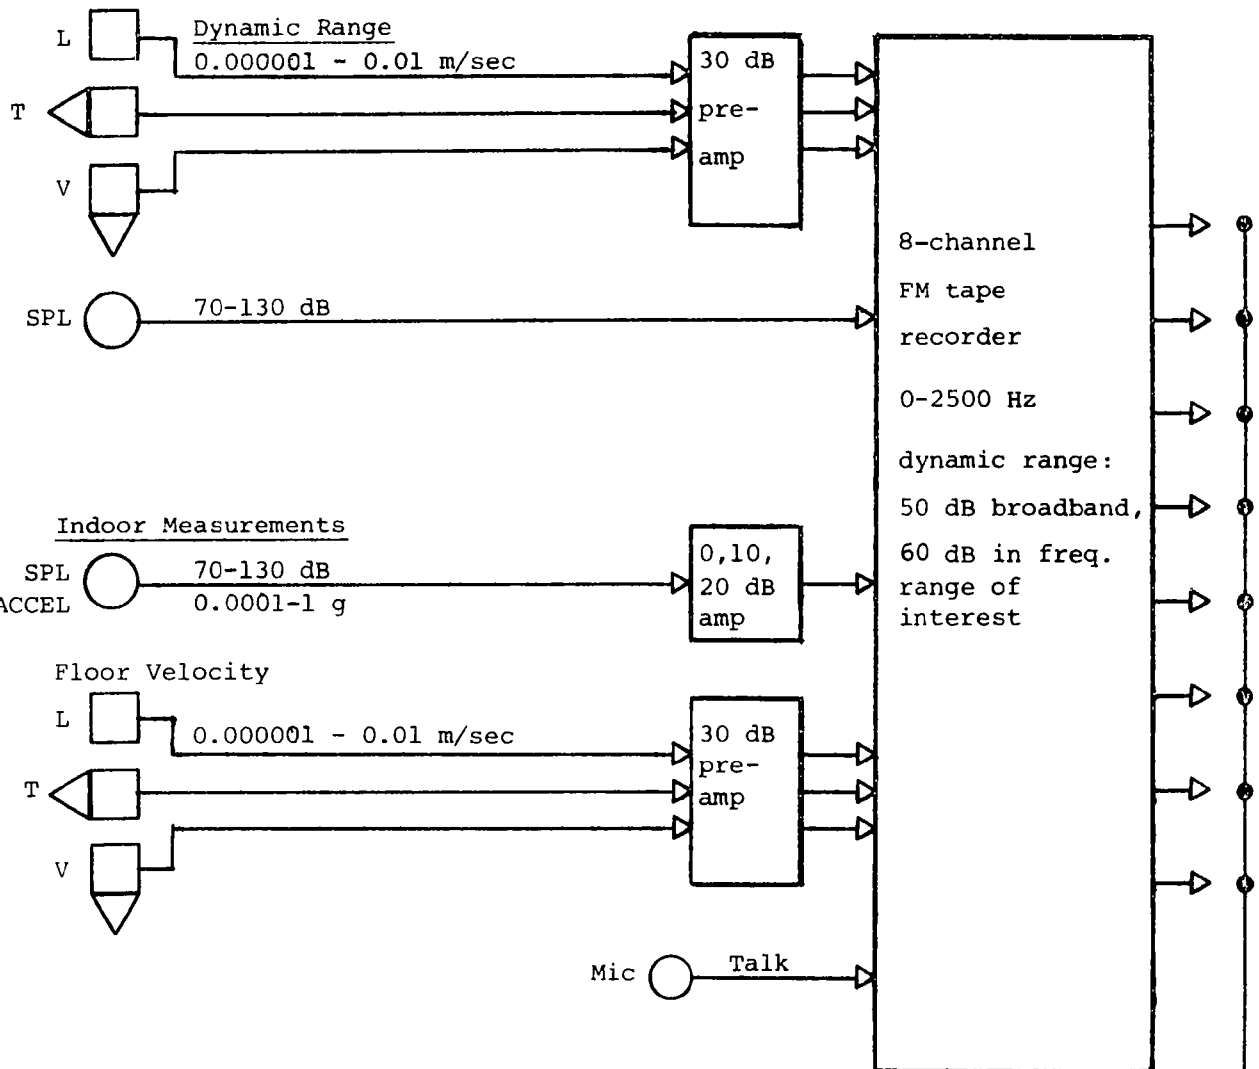 L
Dynamic Range
0.000001 - 0.01 m/sec
T
V
30 dB
pre-
amp
SPL
70-130 dB
8-channel
FM tape
recorder
0-2500 Hz
dynamic range:
50 dB broadband,
60 dB in freq.
range of
interest
Indoor Measurements
SPL
ACCEL
70-130 dB
0.0001-1 g
0,10,
20 dB
amp
Floor Velocity
L
0.000001 - 0.01 m/sec
T
V
30 dB
pre-
amp
Mic
Talk